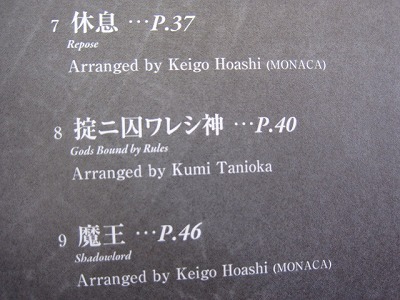 7 休息 …P.37
Repose
Arranged by Keigo Hoashi (MONACA)
8 掟ニ囚ワレシ神 …P.40
Gods Bound by Rules
Arranged by Kumi Tanioka
9 魔王 …P.46
Shadowlord
Arranged by Keigo Hoashi (MONACA)